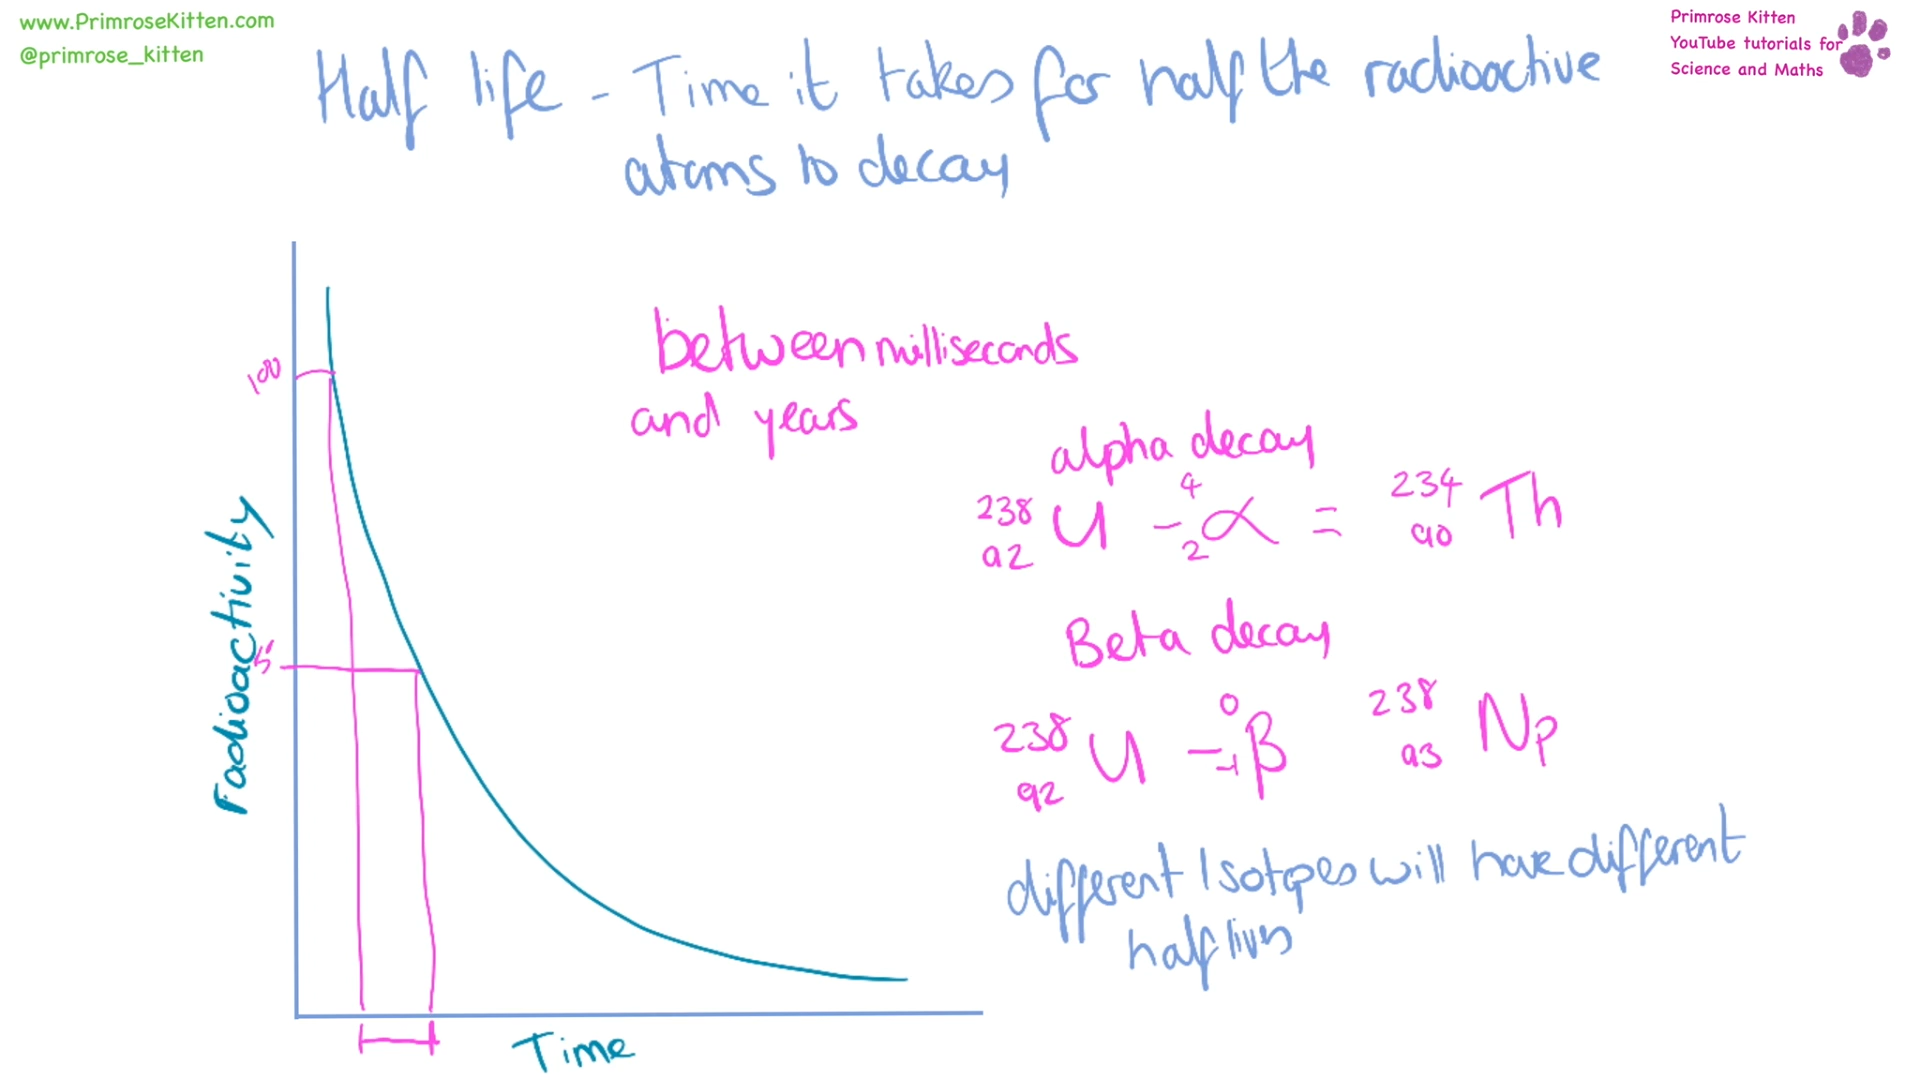 www.PrimroseKitten.com
@primrose_kitten
Primrose Kitten
YouTube tutorials for
Science and Maths
Half life - Time it takes for half the radioactive
atoms to decay
between milliseconds
and years
100
5
Radioactivity
Time
alpha decay
238 92 U - 4 2 α = 234 90 Th
Beta decay
238 92 U - 0 -1 β 238 93 Np
different Isotopes will have different
half lives